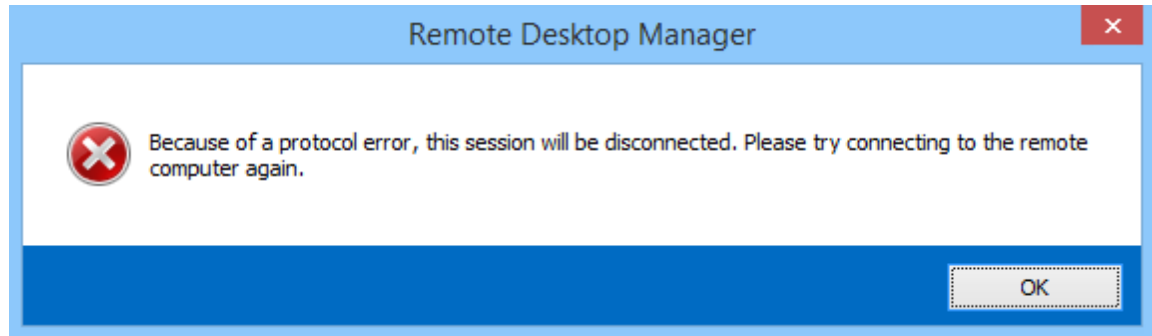 Remote Desktop Manager
Because of a protocol error, this session will be disconnected. Please try connecting to the remote
computer again.
OK